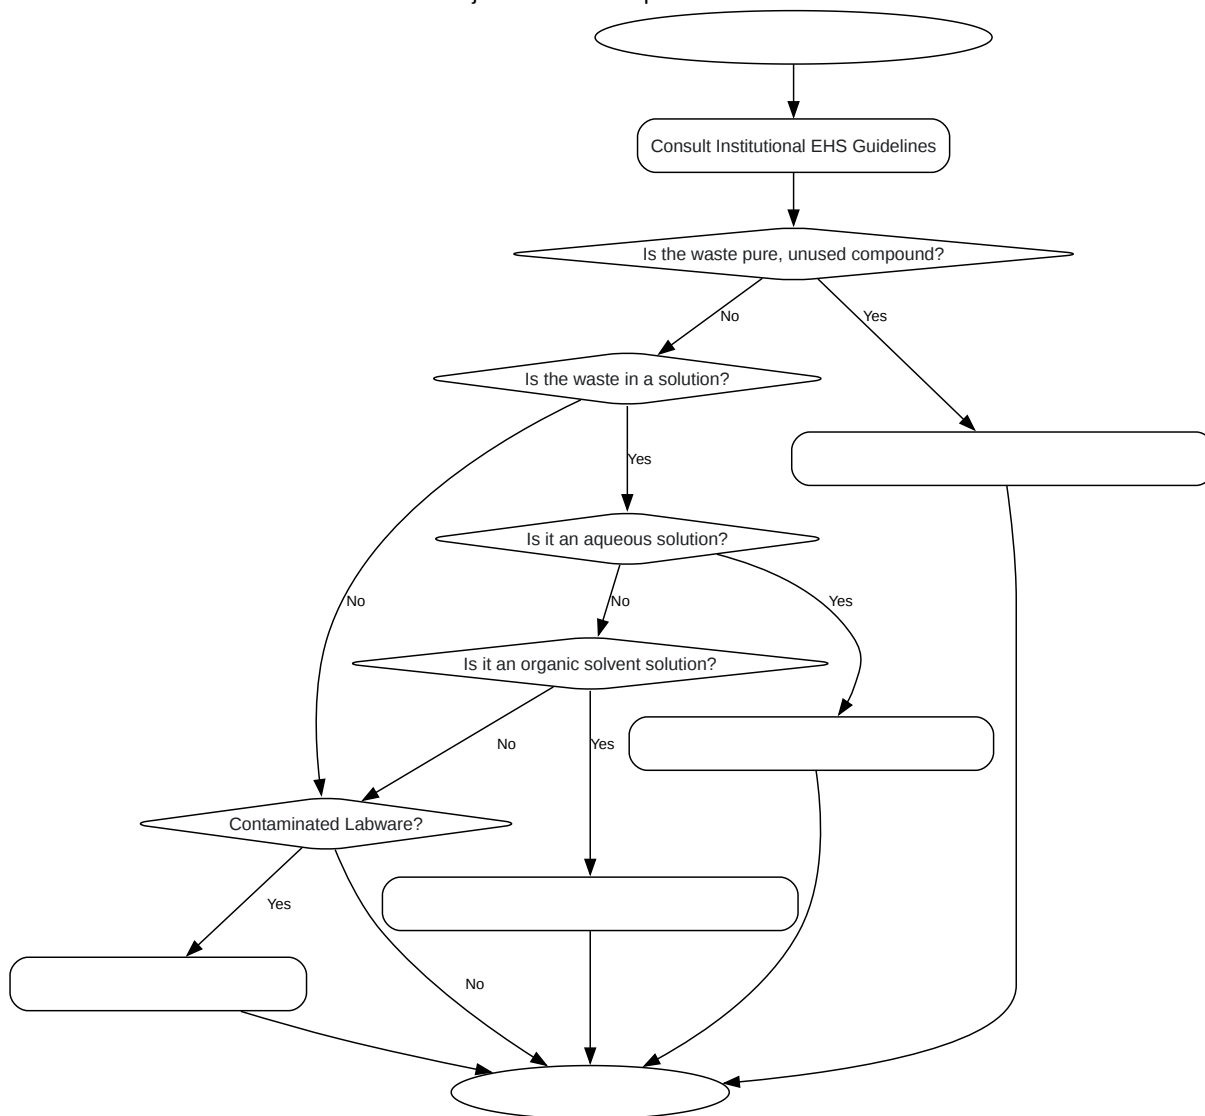 Consult Institutional EHS Guidelines
Is the waste pure, unused compound?
No
Yes
Is the waste in a solution?
Yes
Is it an aqueous solution?
No
No
Yes
Is it an organic solvent solution?
No
Yes
Contaminated Labware?
Yes
No